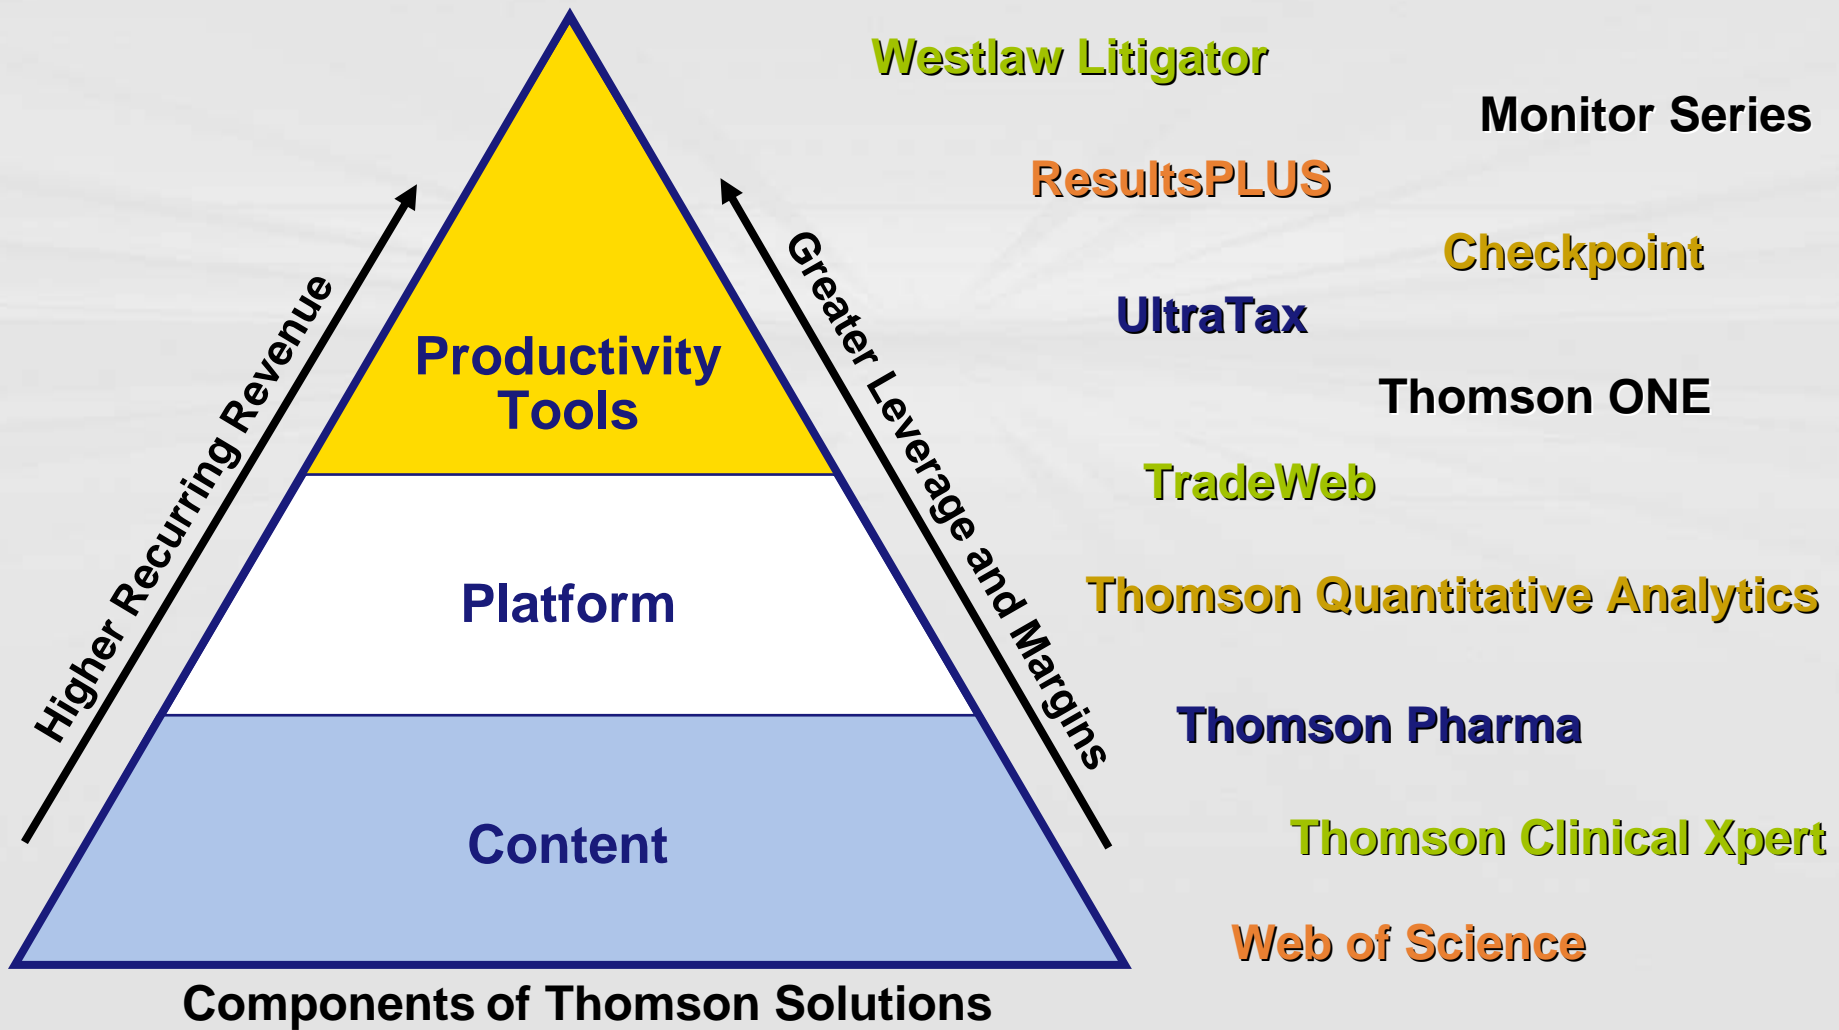 Westlaw Litigator
Monitor Series
ResultsPLUS
Checkpoint
UltraTax
Thomson ONE
TradeWeb
Thomson Quantitative Analytics
Thomson Pharma
Thomson Clinical Xpert
Web of Science
Higher Recurring Revenue
Greater Leverage and Margins
Productivity
Tools
Platform
Content
Components of Thomson Solutions